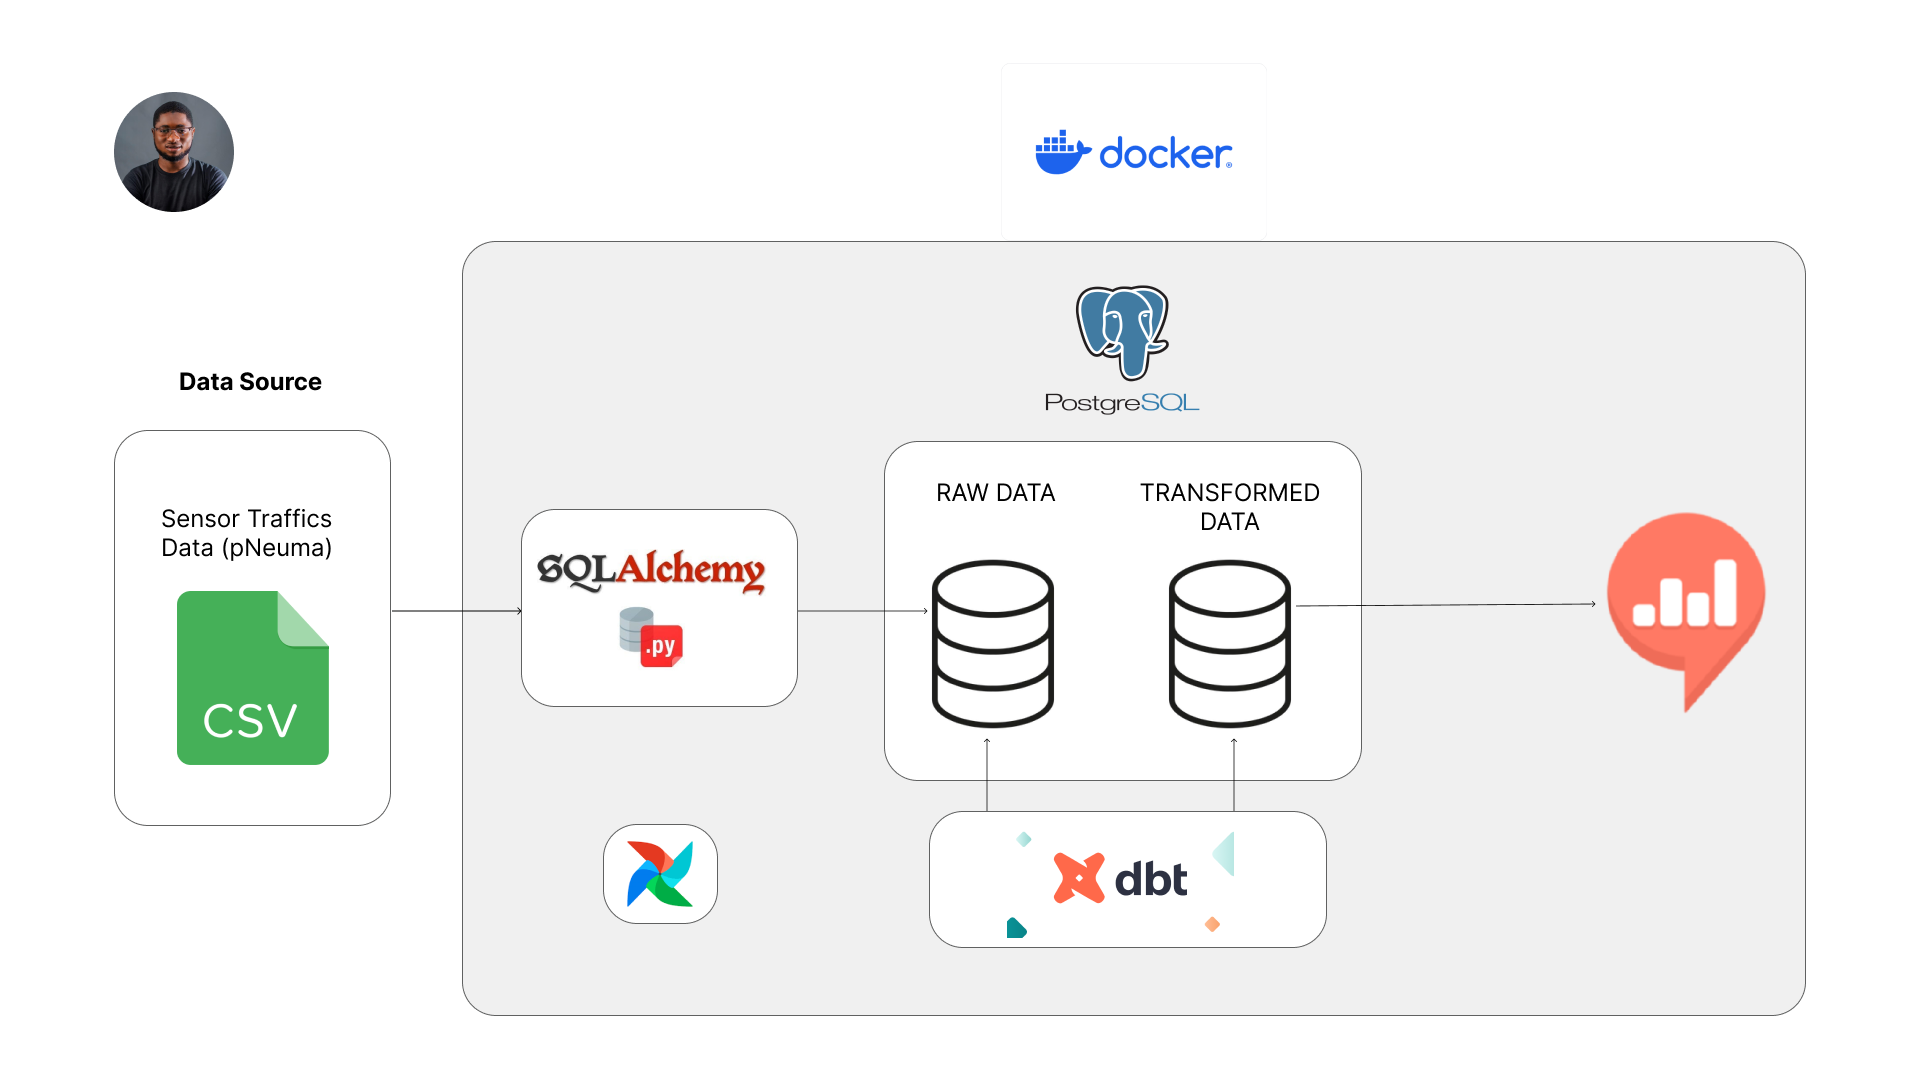 docker
PostgreSQL
Data Source
Sensor Traffics
Data (pNeuma)
CSV
SQLAlchemy
.py
RAW DATA
TRANSFORMED
DATA
dbt